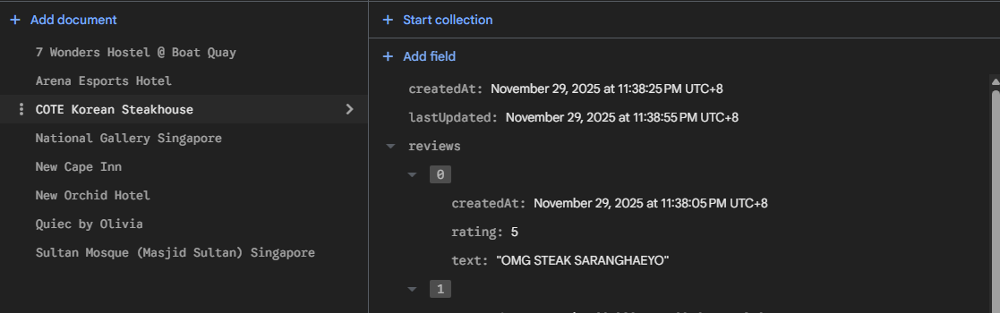 + Add document
7 Wonders Hostel @ Boat Quay
Arena Esports Hotel
COTE Korean Steakhouse
National Gallery Singapore
New Cape Inn
New Orchid Hotel
Quiec by Olivia
Sultan Mosque (Masjid Sultan) Singapore
+ Start collection
+ Add field
createdAt: November 29, 2025 at 11:38:25 PM UTC+8
lastUpdated: November 29, 2025 at 11:38:55 PM UTC+8
reviews
0
createdAt: November 29, 2025 at 11:38:05 PM UTC+8
rating: 5
text: "OMG STEAK SARANGHAEYO"
1